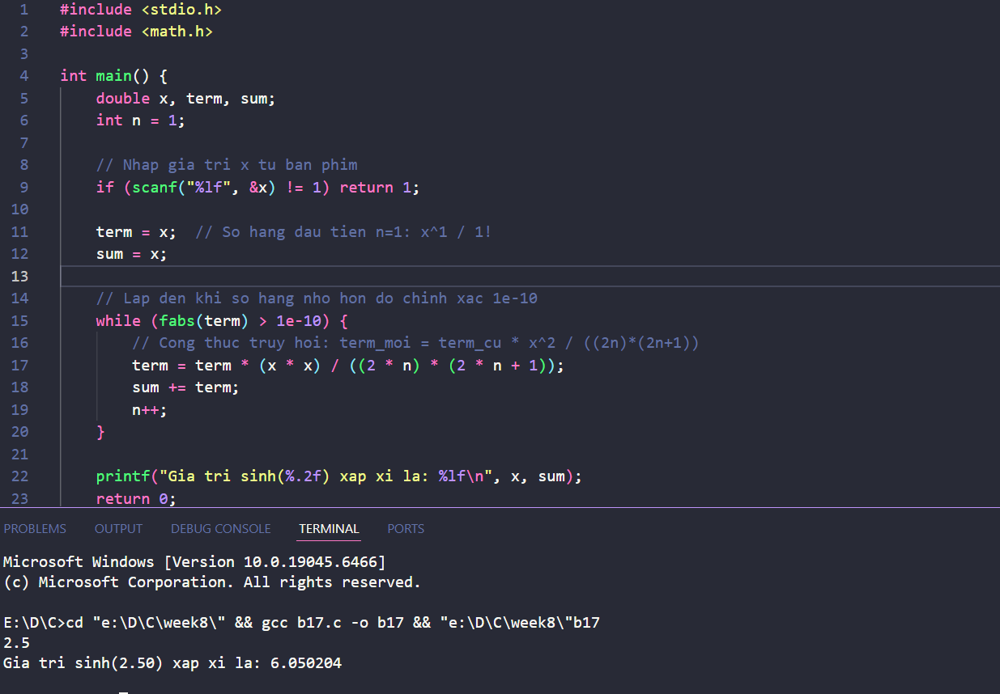 1 #include <stdio.h>
2 #include <math.h>
3
4 int main() {
5     double x, term, sum;
6     int n = 1;
7
8     // Nhap gia tri x tu ban phim
9     if (scanf("%lf", &x) != 1) return 1;
10
11     term = x;  // So hang dau tien n=1: x^1 / 1!
12     sum = x;
13
14     // Lap den khi so hang nho hon do chinh xac 1e-10
15     while (fabs(term) > 1e-10) {
16         // Cong thuc truy hoi: term_moi = term_cu * x^2 / ((2n)*(2n+1))
17         term = term * (x * x) / ((2 * n) * (2 * n + 1));
18         sum += term;
19         n++;
20     }
21
22     printf("Gia tri sinh(%.2f) xap xi la: %lf\n", x, sum);
23     return 0;
PROBLEMS OUTPUT DEBUG CONSOLE TERMINAL PORTS
Microsoft Windows [Version 10.0.19045.6466]
(c) Microsoft Corporation. All rights reserved.
E:\D\C>cd "e:\D\C\week8\" && gcc b17.c -o b17 && "e:\D\C\week8\"b17
2.5
Gia tri sinh(2.50) xap xi la: 6.050204